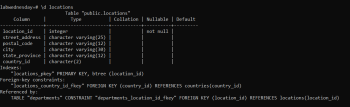 labwednesday=# \d locations
Table "public.locations"
Column | Type | Collation | Nullable | Default
location_id | integer | | not null |
street_address | character varying(25) | | |
postal_code | character varying(12) | | |
city | character varying(30) | | |
state_province | character varying(12) | | |
country_id | character(2) | | |
Indexes:
"locations_pkey" PRIMARY KEY, btree (location_id)
Foreign-key constraints:
"locations_country_id_fkey" FOREIGN KEY (country_id) REFERENCES countries(country_id)
Referenced by:
TABLE "departments" CONSTRAINT "departments_location_id_fkey" FOREIGN KEY (location_id) REFERENCES locations(location_id)